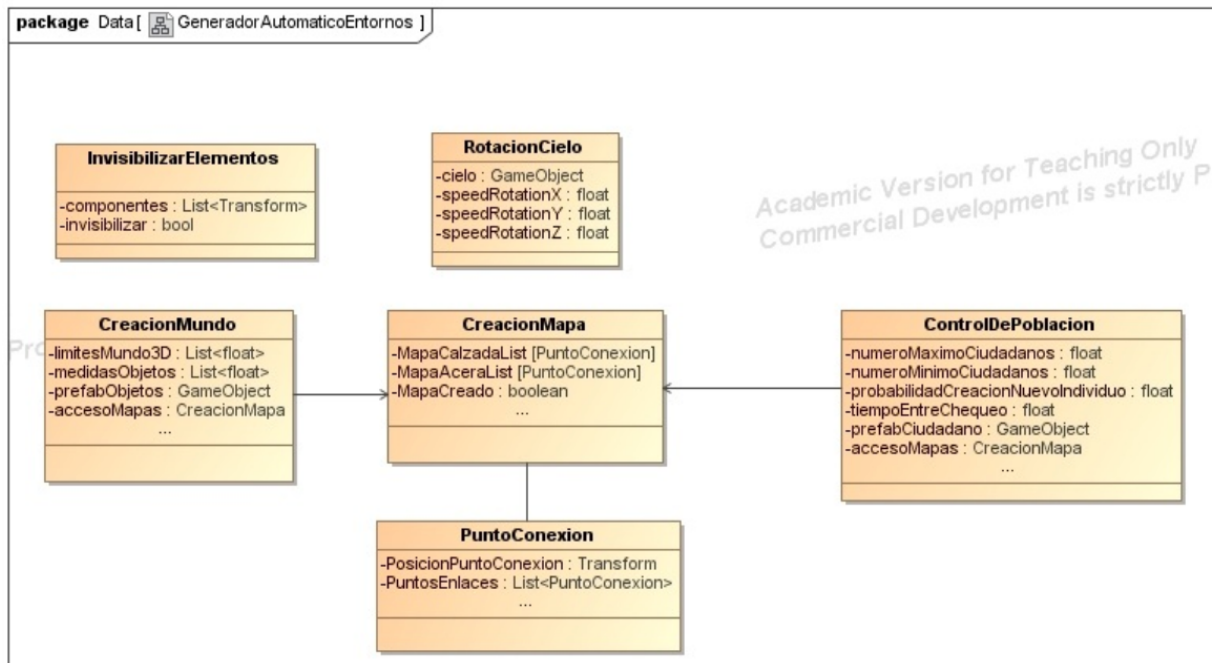 package Data [ GeneradorAutomaticoEntornos ]
InvisibilizarElementos
-componentes : List<Transform>
-invisibilizar : bool
RotacionCielo
-cielo : GameObject
-speedRotationX : float
-speedRotationY : float
-speedRotationZ : float
Academic Version for Teaching Only
Commercial Development is strictly P
CreacionMundo
-limitesMundo3D : List<float>
-medidasObjetos : List<float>
-prefabObjetos : GameObject
-accesoMapas : CreacionMapa
...
CreacionMapa
-MapaCalzadaList [PuntoConexion]
-MapaAceraList [PuntoConexion]
-MapaCreado : boolean
...
ControlDePoblacion
-numeroMaximoCiudadanos : float
-numeroMinimoCiudadanos : float
-probabilidadCreacionNuevoIndividuo : float
-tiempoEntreChequeo : float
-prefabCiudadano : GameObject
-accesoMapas : CreacionMapa
...
PuntoConexion
-PosicionPuntoConexion : Transform
-PuntosEnlaces : List<PuntoConexion>
...